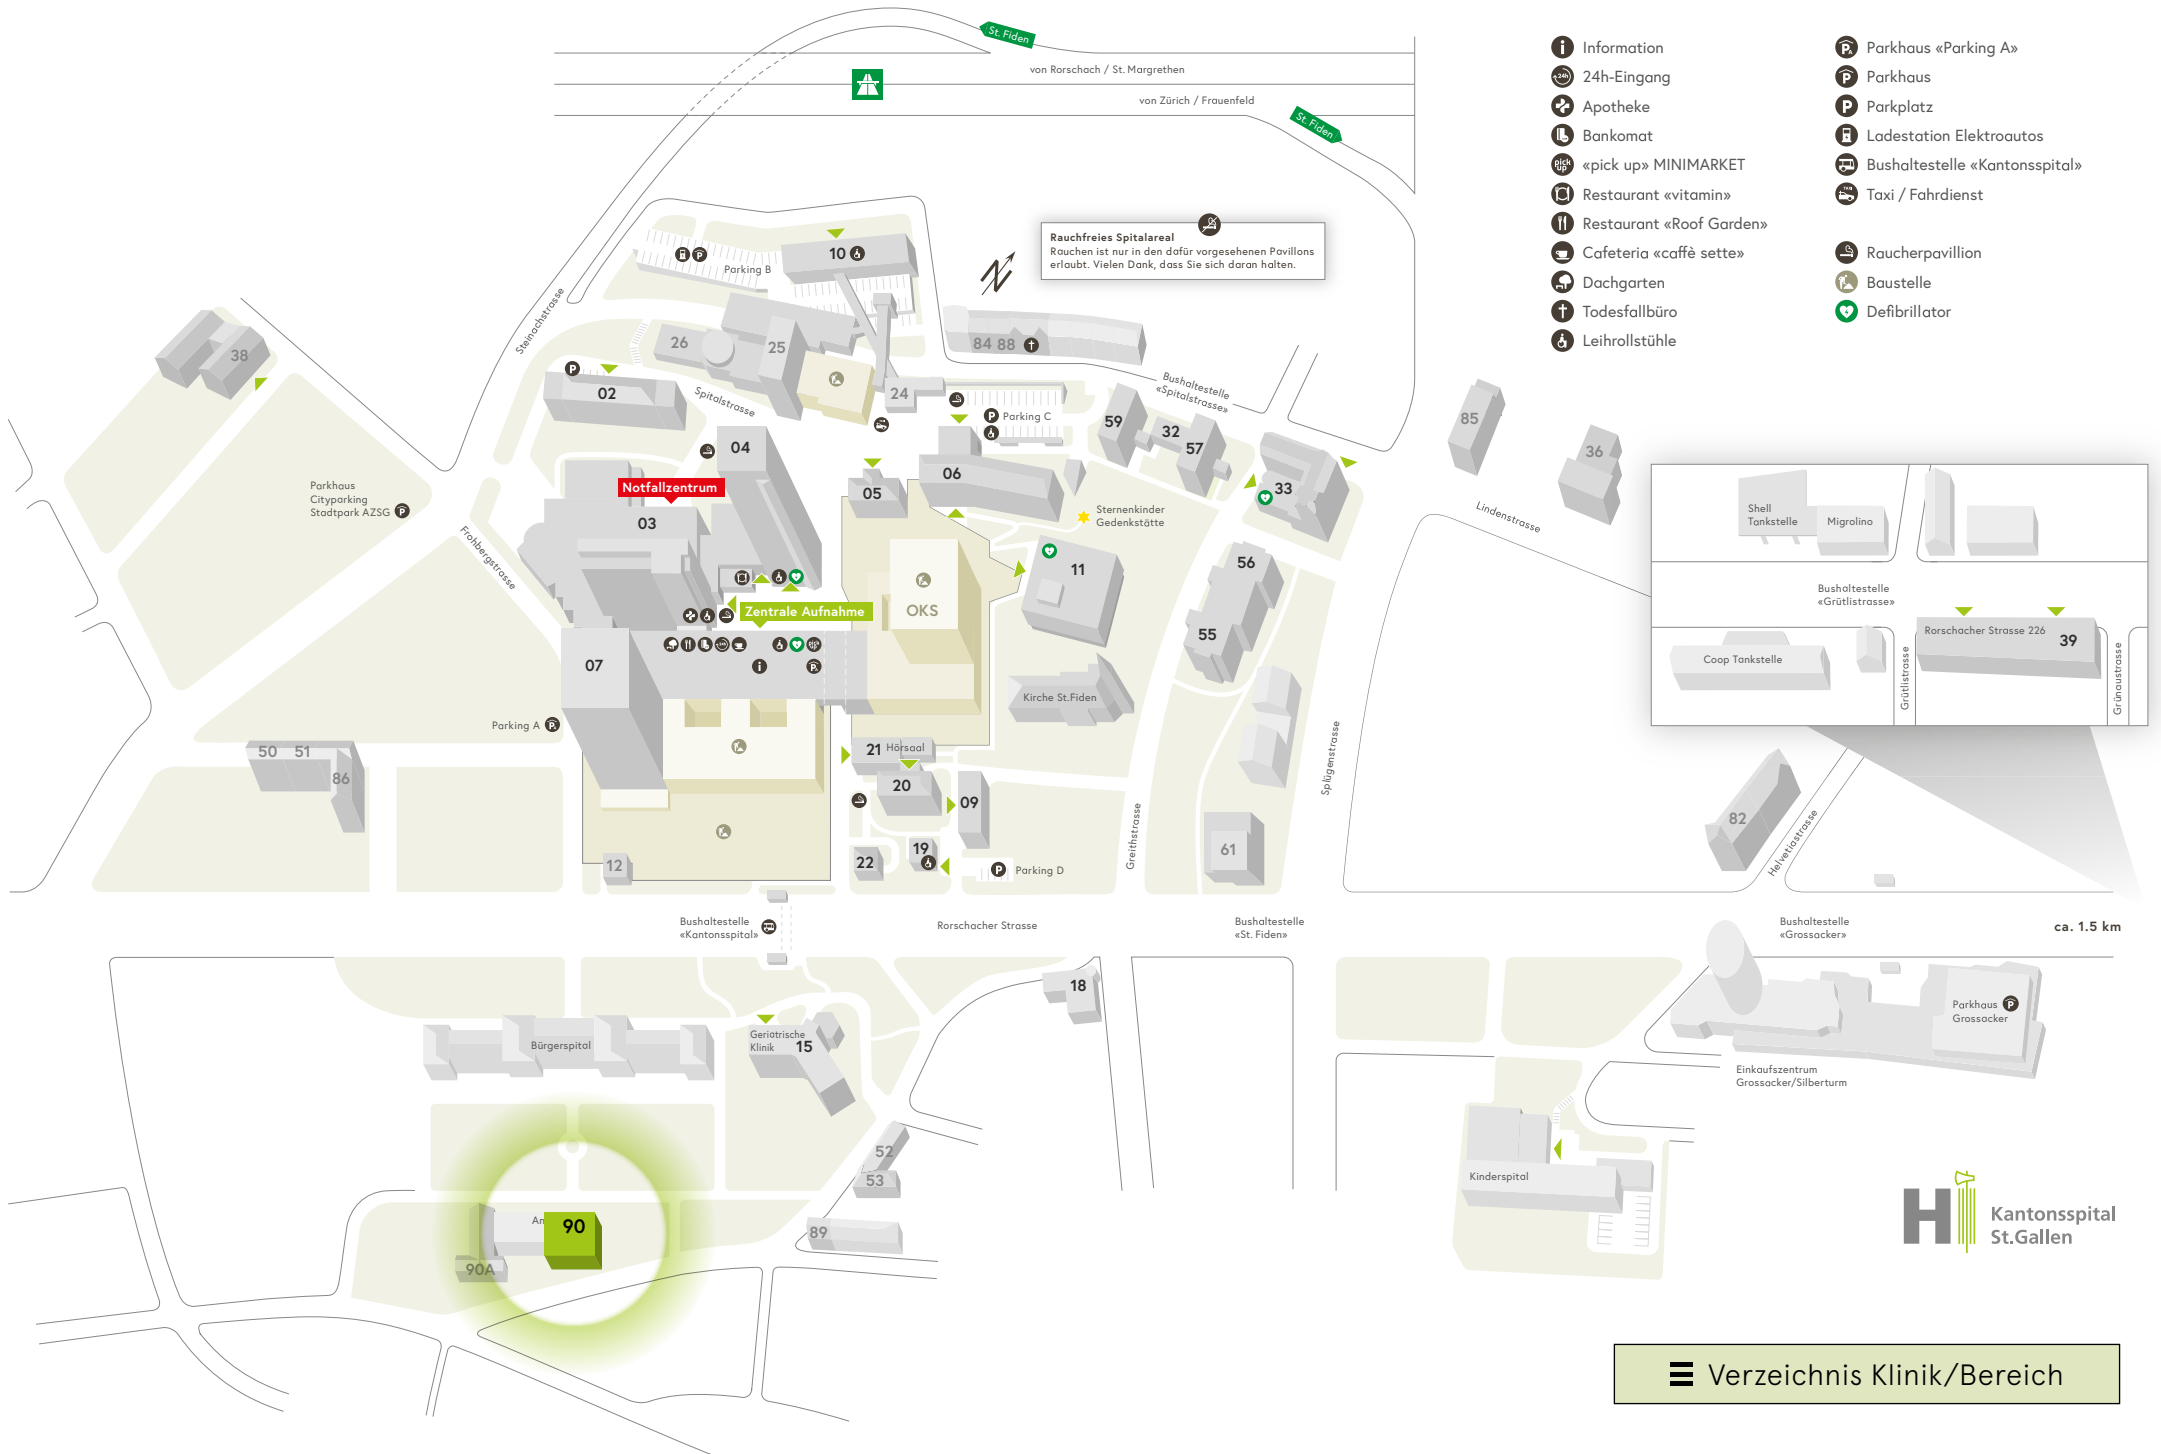 St. Fiden
von Rorschach / St. Margrethen
von Zürich / Frauenfeld
St. Fiden
Information
24h-Eingang
Apotheke
Bankomat
«pick up» MINIMARKET
Restaurant «vitamin»
Restaurant «Roof Garden»
Cafeteria «caffè sette»
Dachgarten
Todesfallbüro
Leihrollstühle
Parkhaus «Parking A»
Parkhaus
Parkplatz
Ladestation Elektroautos
Bushaltestelle «Kantonsspital»
Taxi / Fahrdienst
Raucherpavillion
Baustelle
Defibrillator
Rauchfreies Spitalareal
Rauchen ist nur in den dafür vorgesehenen Pavillons
erlaubt. Vielen Dank, dass Sie sich daran halten.
N
10
Parking B
Steinachstrasse
38
26
25
84 88
02
Spitalstrasse
24
Parking C
Bushaltestelle
«Spitalstrasse»
59
32
57
85
36
04
06
05
33
Notfallzentrum
03
Parkhaus
Cityparking
Stadtpark AZSG
Frohbergstrasse
Sternenkinder
Gedenkstätte
Lindenstrasse
11
56
55
OKS
Zentrale Aufnahme
07
Kirche St.Fiden
Parking A
50 51
86
21 Hörsaal
20
09
22
19
12
Parking D
61
Greithstrasse
Splügenstrasse
82
Helvetiastrasse
Shell
Tankstelle
Migrolino
Bushaltestelle
«Grütlistrasse»
Rorschacher Strasse 226
39
Coop Tankstelle
Grütlistrasse
Grünaustrasse
Bushaltestelle
«Kantonsspital»
Rorschacher Strasse
Bushaltestelle
«St. Fiden»
Bushaltestelle
«Grossacker»
ca. 1.5 km
18
Parkhaus
Grossacker
Bürgerspital
Geriatrische
Klinik
15
Einkaufszentrum
Grossacker/Silberturm
52
53
89
Kinderspital
An
90
90A
Kantonsspital
St.Gallen
Verzeichnis Klinik/Bereich